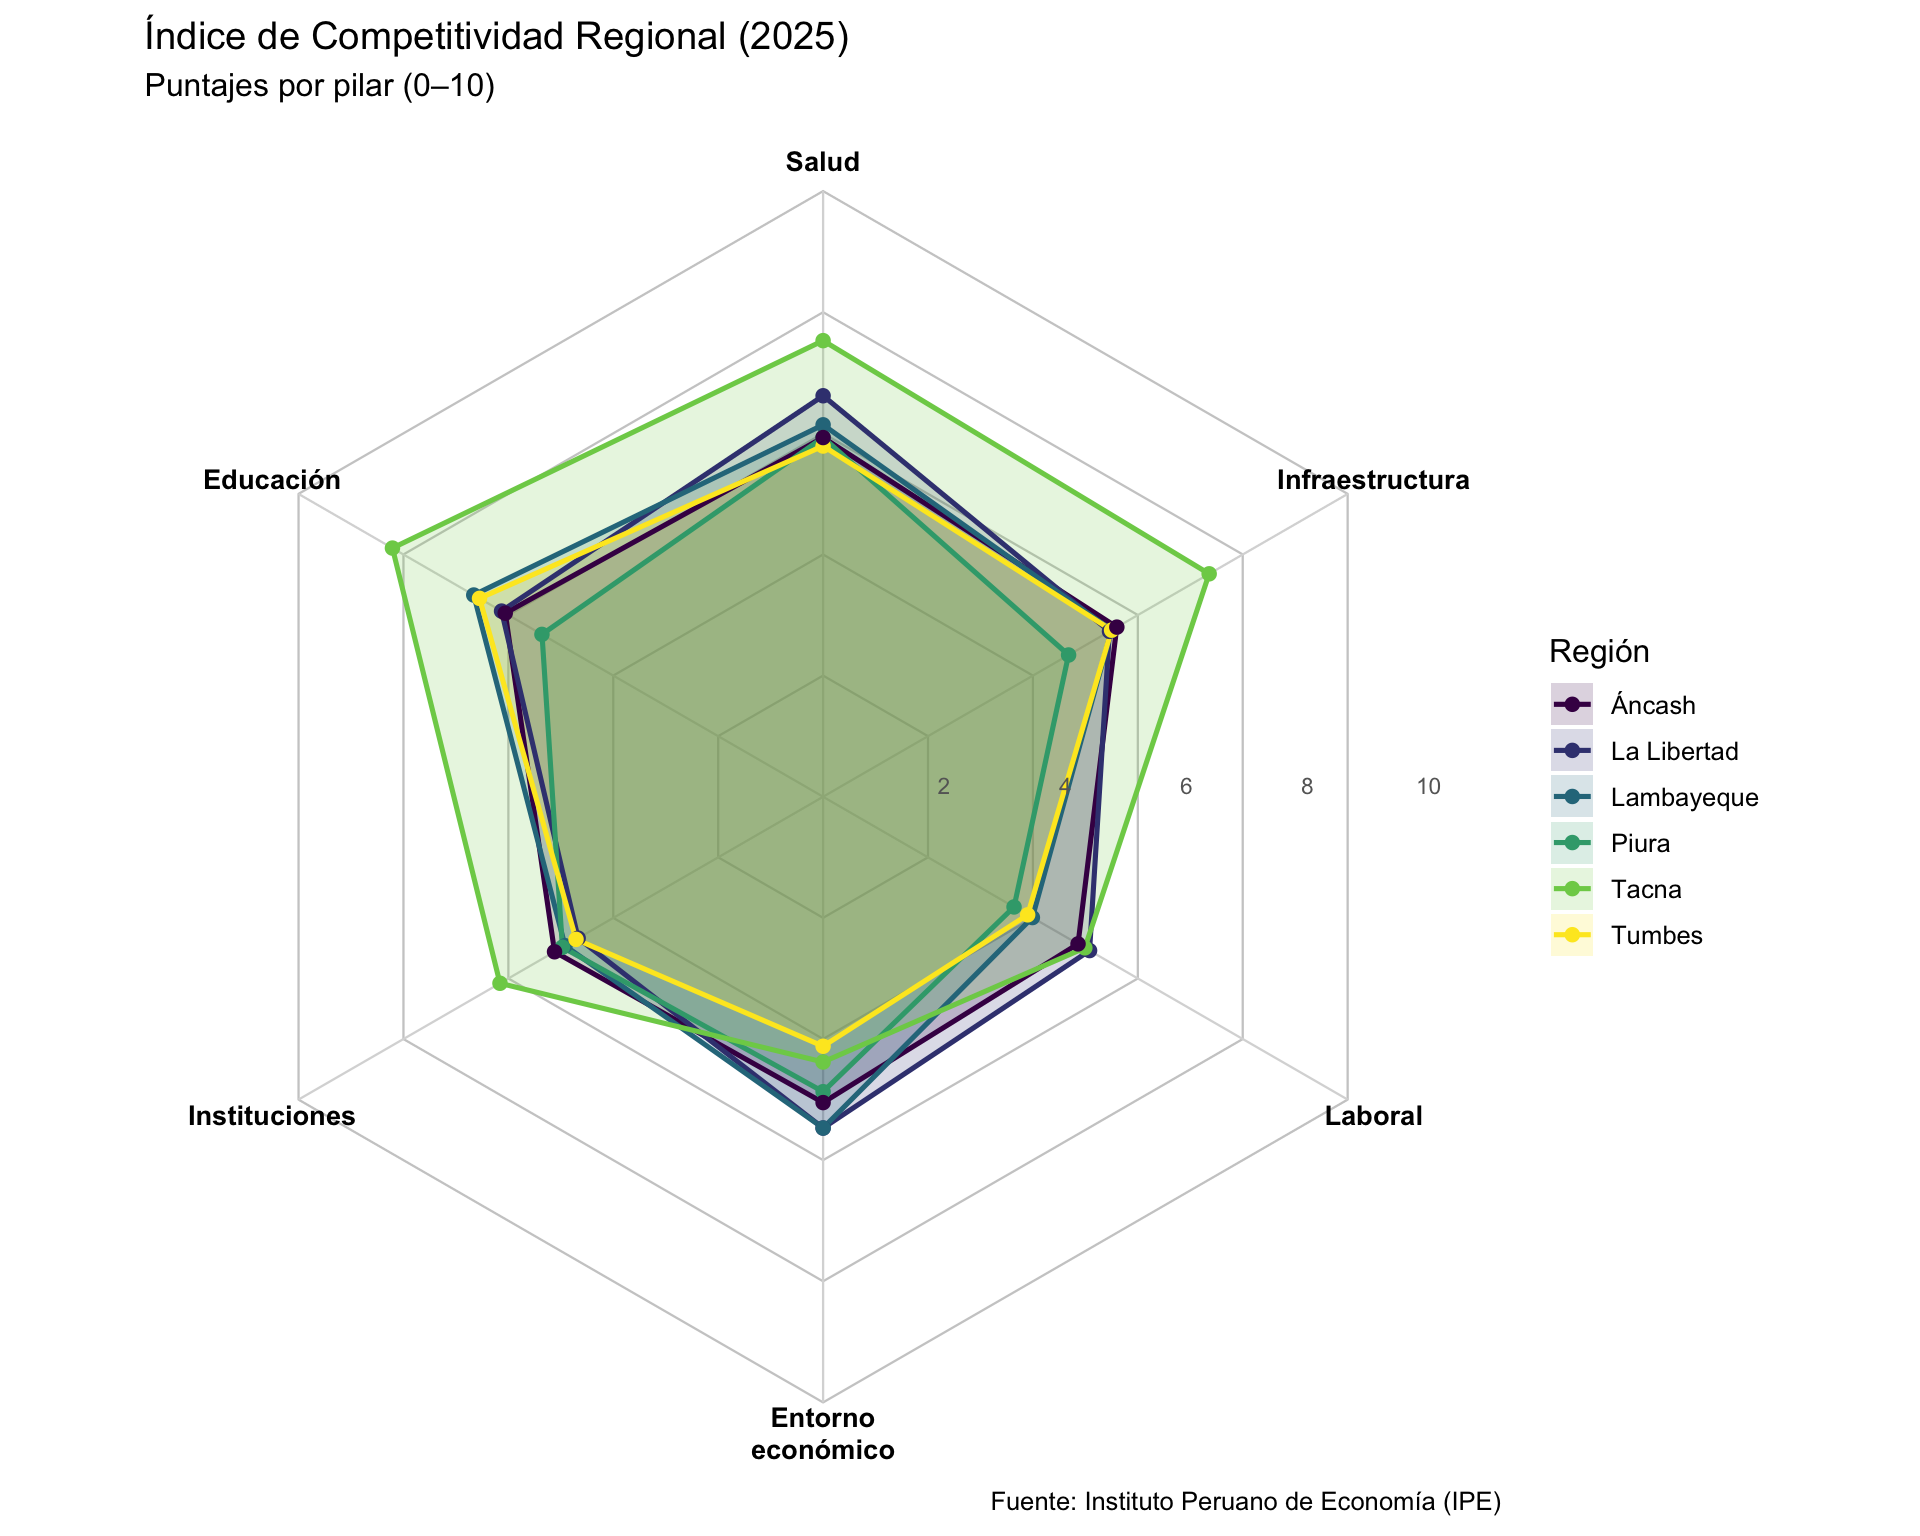 Índice de Competitividad Regional (2025)
Puntajes por pilar (0–10)
Salud
Educación
Infraestructura
2 4 6 8 10
Instituciones
Laboral
Entorno
económico
Región
Áncash
La Libertad
Lambayeque
Piura
Tacna
Tumbes
Fuente: Instituto Peruano de Economía (IPE)